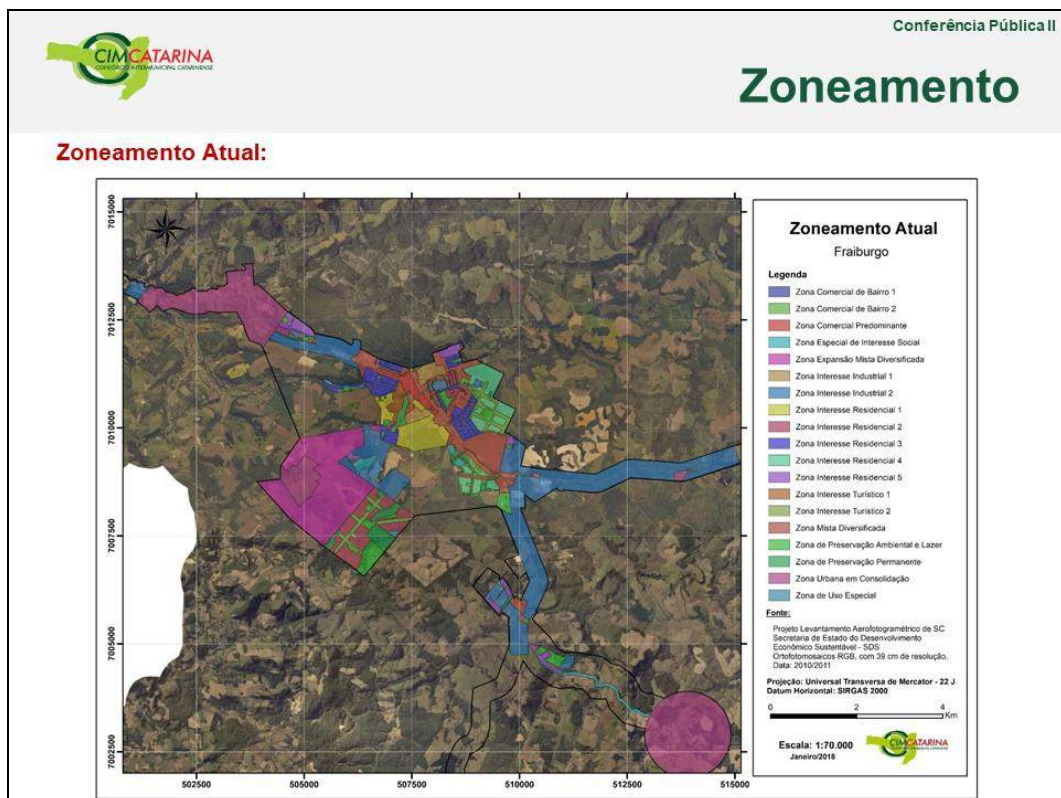 Conferência Pública II
CIMCATARINA
CONSÓRCIO INTERMUNICIPAL CATARINENSE
Zoneamento
Zoneamento Atual:
7015000
7012500
7010000
7007500
7005000
7002500
502500
505000
507500
510000
512500
515000
Zoneamento Atual
Fraiburgo
Legenda
Zona Comercial de Bairro 1
Zona Comercial de Bairro 2
Zona Comercial Predominante
Zona Especial de Interesse Social
Zona Expansão Mista Diversificada
Zona Interesse Industrial 1
Zona Interesse Industrial 2
Zona Interesse Residencial 1
Zona Interesse Residencial 2
Zona Interesse Residencial 3
Zona Interesse Residencial 4
Zona Interesse Residencial 5
Zona Interesse Turístico 1
Zona Interesse Turístico 2
Zona Mista Diversificada
Zona de Preservação Ambiental e Lazer
Zona de Preservação Permanente
Zona Urbana em Consolidação
Zona de Uso Especial
Fonte:
Projeto Levantamento Aerofotogramétrico de SC
Secretaria de Estado do Desenvolvimento
Econômico Sustentável - SDS
Ortofotomosaicos RGB, com 39 cm de resolução.
Data: 2010/2011
Projeção: Universal Transversa de Mercator - 22 J
Datum Horizontal: SIRGAS 2000
0 2 4
Km
Escala: 1:70.000
Janeiro/2018
CIMCATARINA